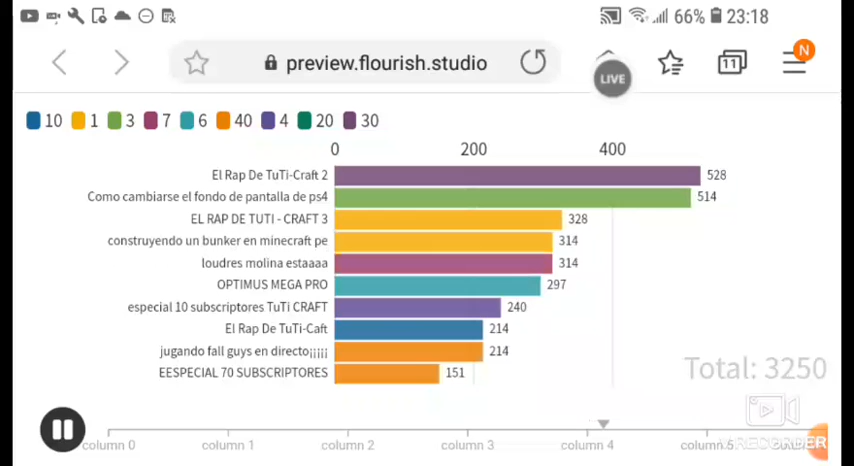 66% 23:18
preview.flourish.studio
11
N
LIVE
10 1 3 7 6 40 4 20 30
0 200 400
El Rap De TuTi-Craft 2 528
Como cambiarse el fondo de pantalla de ps4 514
EL RAP DE TUTI - CRAFT 3 328
construyendo un bunker en minecraft pe 314
loudres molina estaaaa 314
OPTIMUS MEGA PRO 297
especial 10 subscriptores TuTi CRAFT 240
El Rap De TuTi-Caft 214
jugando fall guys en directo¡¡¡¡¡ 214
EESPECIAL 70 SUBSCRIPTORES 151
Total: 3250
column 0 column 1 column 2 column 3 column 4 column 5